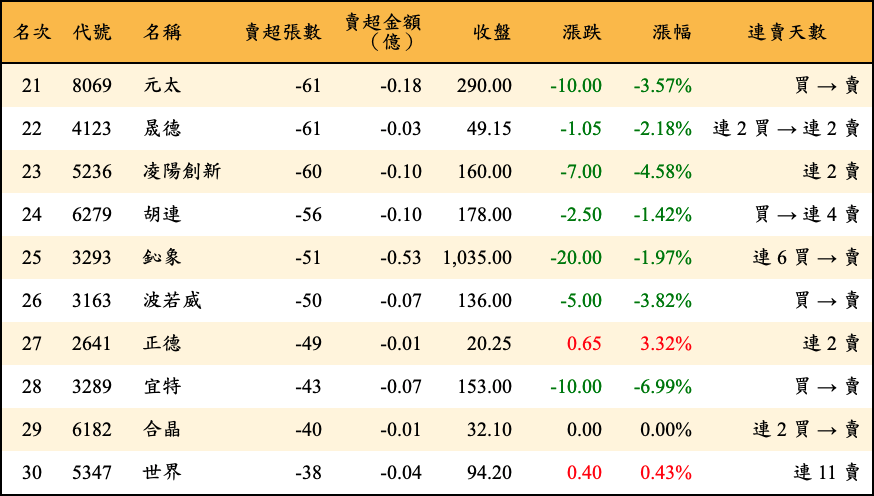 名次 代號 名稱 賣超張數 賣超金額（億） 收盤 漲跌 漲幅 連賣天數
21 8069 元太 -61 -0.18 290.00 -10.00 -3.57% 買 → 賣
22 4123 晟德 -61 -0.03 49.15 -1.05 -2.18% 連 2 買 → 連 2 賣
23 5236 凌陽創新 -60 -0.10 160.00 -7.00 -4.58% 連 2 賣
24 6279 胡連 -56 -0.10 178.00 -2.50 -1.42% 買 → 連 4 賣
25 3293 鈊象 -51 -0.53 1,035.00 -20.00 -1.97% 連 6 買 → 賣
26 3163 波若威 -50 -0.07 136.00 -5.00 -3.82% 買 → 賣
27 2641 正德 -49 -0.01 20.25 0.65 3.32% 連 2 賣
28 3289 宜特 -43 -0.07 153.00 -10.00 -6.99% 買 → 賣
29 6182 合晶 -40 -0.01 32.10 0.00 0.00% 連 2 買 → 賣
30 5347 世界 -38 -0.04 94.20 0.40 0.43% 連 11 賣